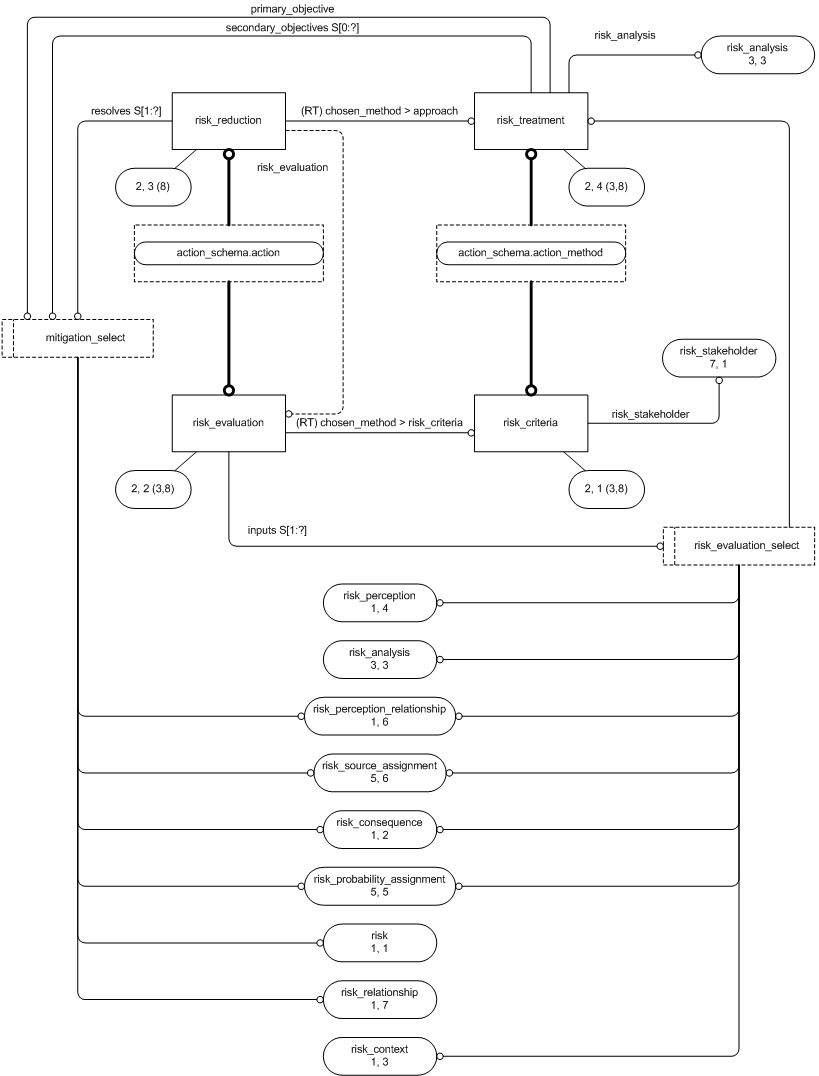 primary_objective
secondary_objectives S[0:?]
risk_analysis
risk_analysis
3, 3
resolves S[1:?]
risk_reduction
(RT) chosen_method > approach
risk_treatment
risk_evaluation
2, 3 (8)
2, 4 (3,8)
action_schema.action
action_schema.action_method
mitigation_select
risk_stakeholder
7, 1
risk_evaluation
(RT) chosen_method > risk_criteria
risk_criteria
risk_stakeholder
2, 2 (3,8)
2, 1 (3,8)
inputs S[1:?]
risk_evaluation_select
risk_perception
1, 4
risk_analysis
3, 3
risk_perception_relationship
1, 6
risk_source_assignment
5, 6
risk_consequence
1, 2
risk_probability_assignment
5, 5
risk
1, 1
risk_relationship
1, 7
risk_context
1, 3